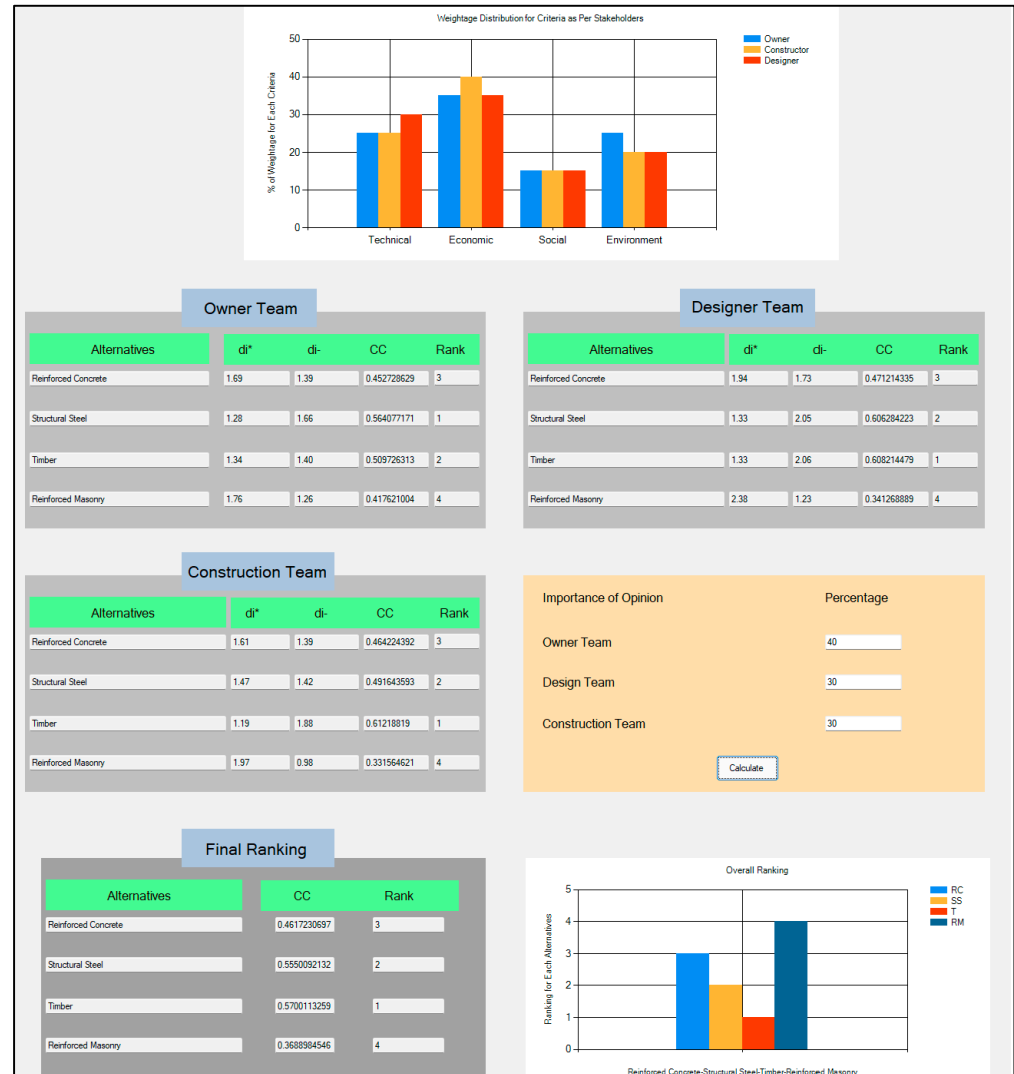 Weightage Distribution for Criteria as Per Stakeholders
% of Weightage for Each Criteria
50
40
30
20
10
0
Technical Economic Social Environment
Owner
Constructor
Designer
Owner Team
Alternatives di* di- CC Rank
Reinforced Concrete 1.69 1.39 0.452728629 3
Structural Steel 1.28 1.66 0.564077171 1
Timber 1.34 1.40 0.509726313 2
Reinforced Masonry 1.76 1.26 0.417621004 4
Designer Team
Alternatives di* di- CC Rank
Reinforced Concrete 1.94 1.73 0.471214335 3
Structural Steel 1.33 2.05 0.606284223 2
Timber 1.33 2.06 0.608214479 1
Reinforced Masonry 2.38 1.23 0.341268889 4
Construction Team
Alternatives di* di- CC Rank
Reinforced Concrete 1.61 1.39 0.464224392 3
Structural Steel 1.47 1.42 0.491643593 2
Timber 1.19 1.88 0.61218819 1
Reinforced Masonry 1.97 0.98 0.331564621 4
Importance of Opinion Percentage
Owner Team 40
Design Team 30
Construction Team 30
Calculate
Final Ranking
Alternatives CC Rank
Reinforced Concrete 0.4617230697 3
Structural Steel 0.5550092132 2
Timber 0.5700113259 1
Reinforced Masonry 0.3688984546 4
Overall Ranking
Ranking for Each Alternatives
5
4
3
2
1
0
RC
SS
T
RM
Reinforced Concrete-Structural Steel-Timber-Reinforced Masonry